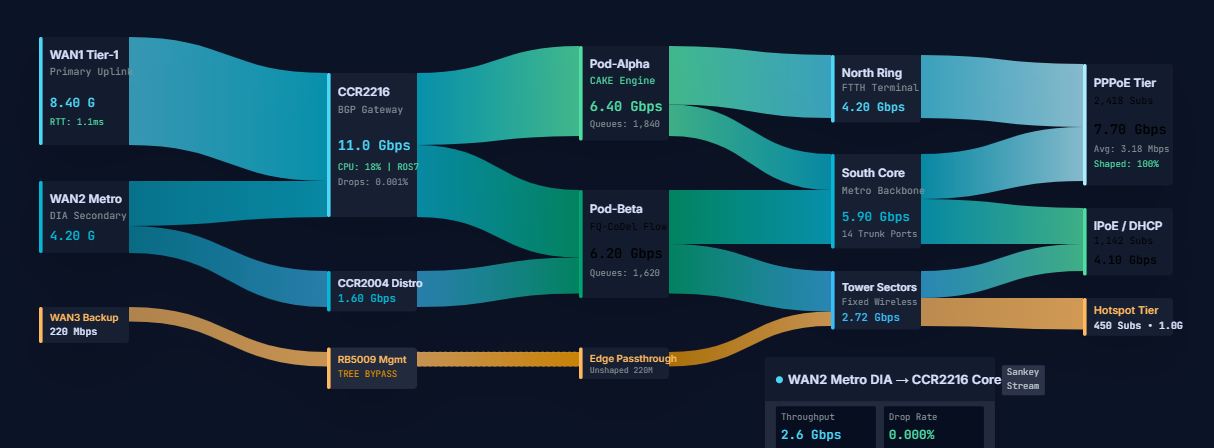 WAN1 Tier-1
Primary Uplink
8.40 G
RTT: 1.1ms
WAN2 Metro
DIA Secondary
4.20 G
WAN3 Backup
220 Mbps
CCR2216
BGP Gateway
11.0 Gbps
CPU: 18% | ROS7
Drops: 0.001%
CCR2004 Distro
1.60 Gbps
RB5009 Mgmt
TREE BYPASS
Pod-Alpha
CAKE Engine
6.40 Gbps
Queues: 1,840
Pod-Beta
FQ-CoDel Flow
6.20 Gbps
Queues: 1,620
Edge Passthrough
Unshaped 220M
North Ring
FTTH Terminal
4.20 Gbps
South Core
Metro Backbone
5.90 Gbps
14 Trunk Ports
Tower Sectors
Fixed Wireless
2.72 Gbps
PPPoE Tier
2,418 Subs
7.70 Gbps
Avg: 3.18 Mbps
Shaped: 100%
IPoE / DHCP
1,142 Subs
4.10 Gbps
Hotspot Tier
450 Subs • 1.0G
WAN2 Metro DIA → CCR2216 Core
Sankey
Stream
Throughput
2.6 Gbps
Drop Rate
0.000%